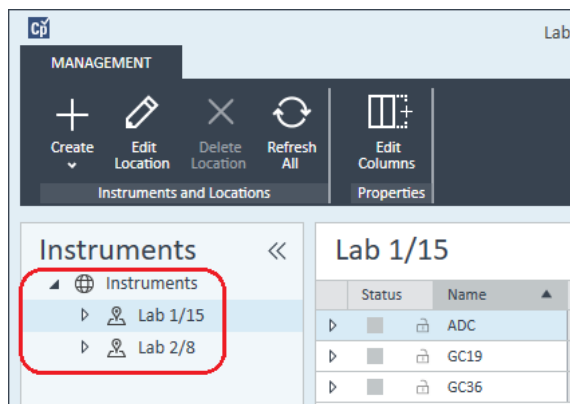 Cp
Lab
MANAGEMENT
Create
Edit
Location
Delete
Location
Refresh
All
Edit
Columns
Instruments and Locations
Properties
Instruments
Lab 1/15
Instruments
Lab 1/15
Lab 2/8
Status
Name
ADC
GC19
GC36